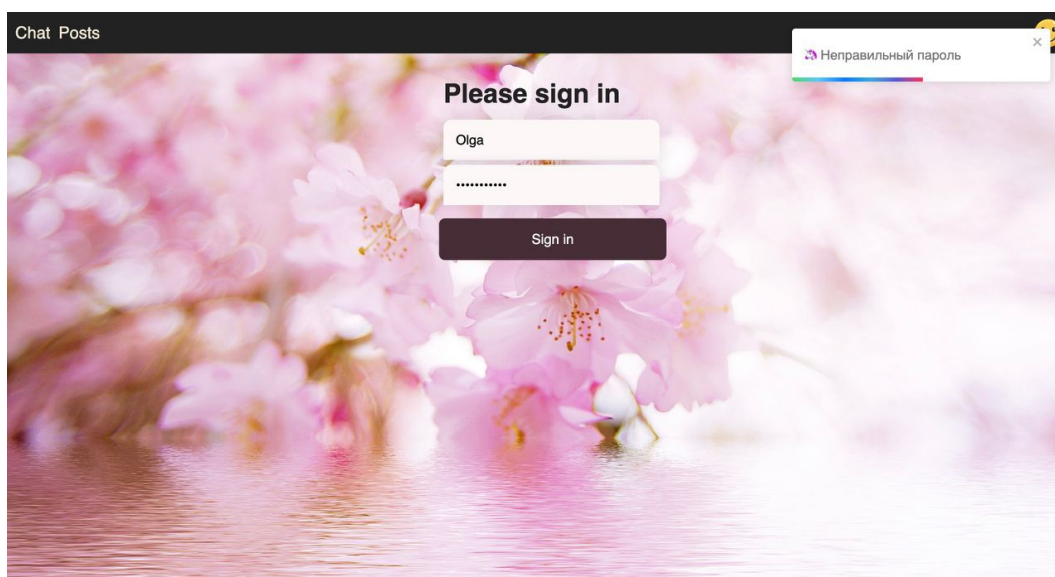 Chat Posts
Неправильный пароль
Please sign in
Olga
•••••••••••
Sign in